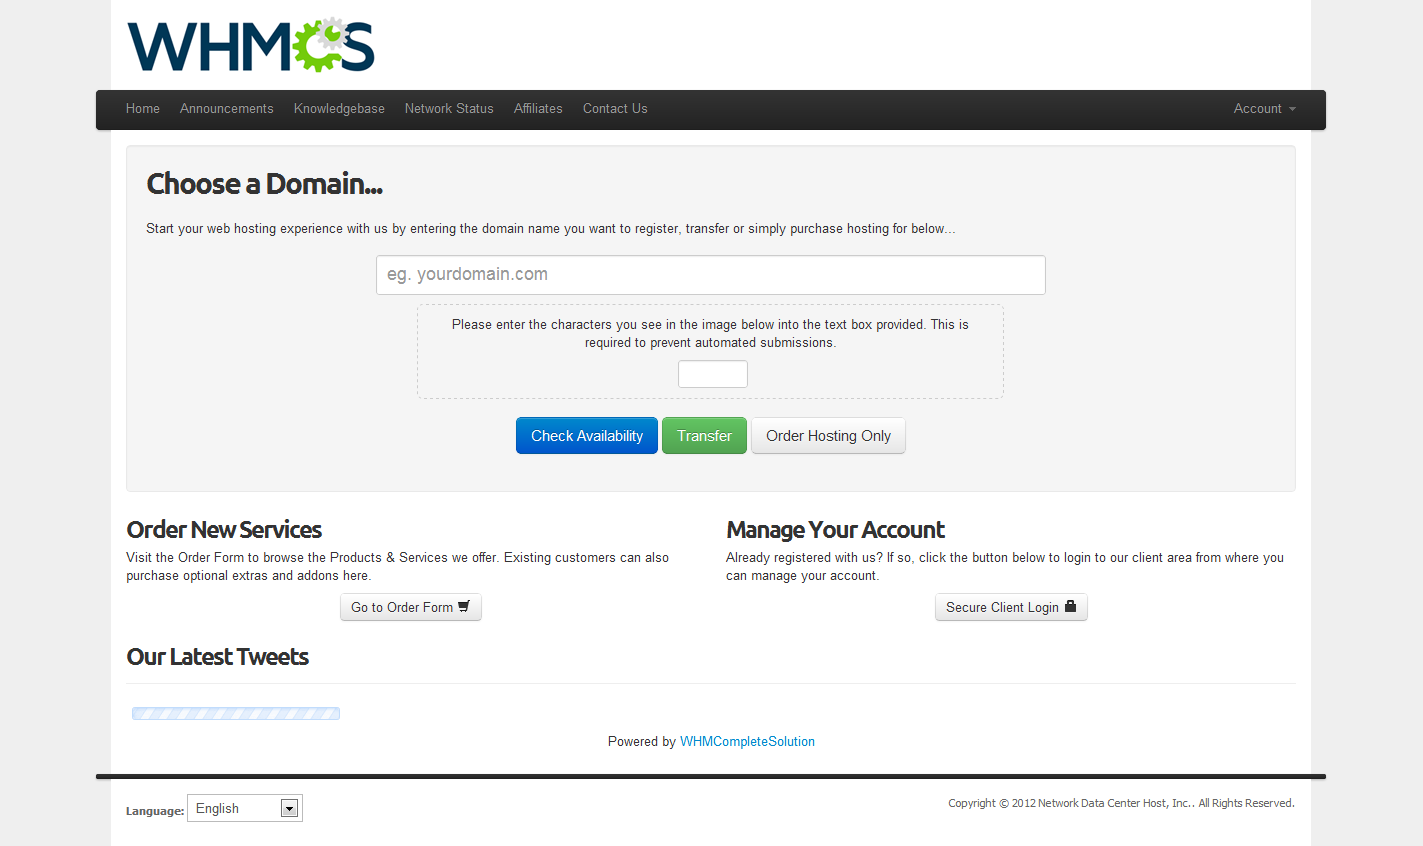 WHMCS
Home Announcements Knowledgebase Network Status Affiliates Contact Us Account
Choose a Domain...
Start your web hosting experience with us by entering the domain name you want to register, transfer or simply purchase hosting for below...
eg. yourdomain.com
Please enter the characters you see in the image below into the text box provided. This is
required to prevent automated submissions.
Check Availability Transfer Order Hosting Only
Order New Services
Visit the Order Form to browse the Products & Services we offer. Existing customers can also
purchase optional extras and addons here.
Go to Order Form
Manage Your Account
Already registered with us? If so, click the button below to login to our client area from where you
can manage your account.
Secure Client Login
Our Latest Tweets
Powered by WHMCompleteSolution
Language: English
Copyright © 2012 Network Data Center Host, Inc.. All Rights Reserved.